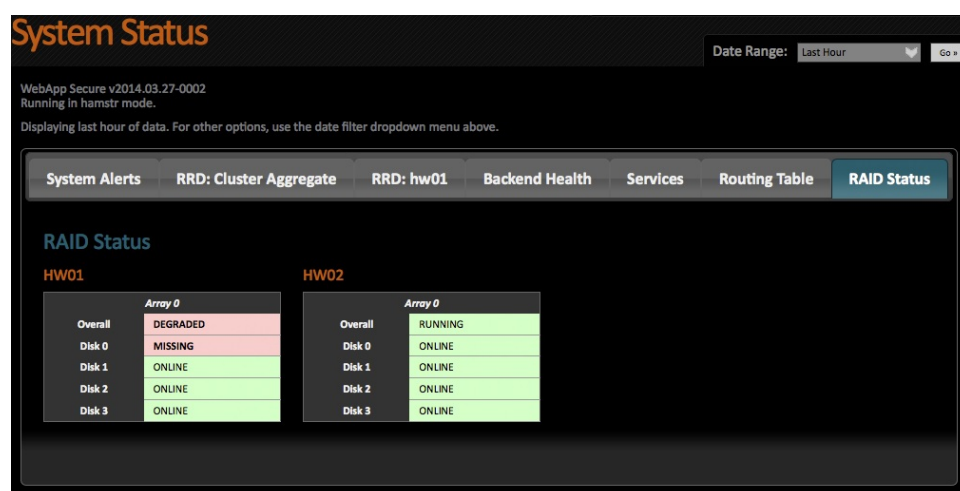 System Status
Date Range: Last Hour Go »
WebApp Secure v2014.03.27-0002
Running in hamstr mode.
Displaying last hour of data. For other options, use the date filter dropdown menu above.
System Alerts RRD: Cluster Aggregate RRD: hw01 Backend Health Services Routing Table RAID Status
RAID Status
HW01
Array 0
Overall DEGRADED
Disk 0 MISSING
Disk 1 ONLINE
Disk 2 ONLINE
Disk 3 ONLINE
HW02
Array 0
Overall RUNNING
Disk 0 ONLINE
Disk 1 ONLINE
Disk 2 ONLINE
Disk 3 ONLINE